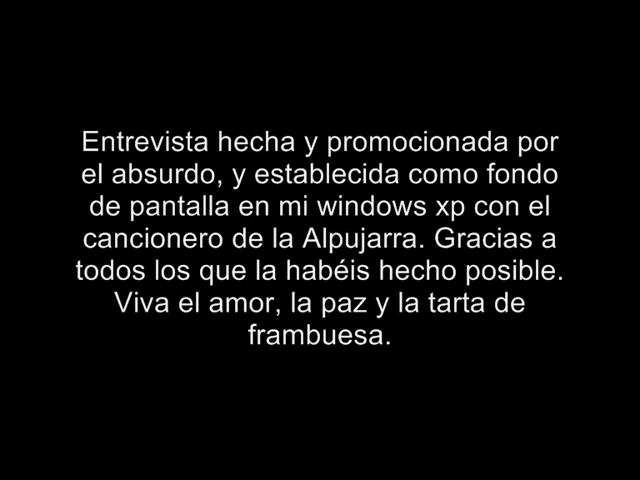 Entrevista hecha y promocionada por
el absurdo, y establecida como fondo
de pantalla en mi windows xp con el
cancionero de la Alpujarra. Gracias a
todos los que la habéis hecho posible.
Viva el amor, la paz y la tarta de
frambuesa.